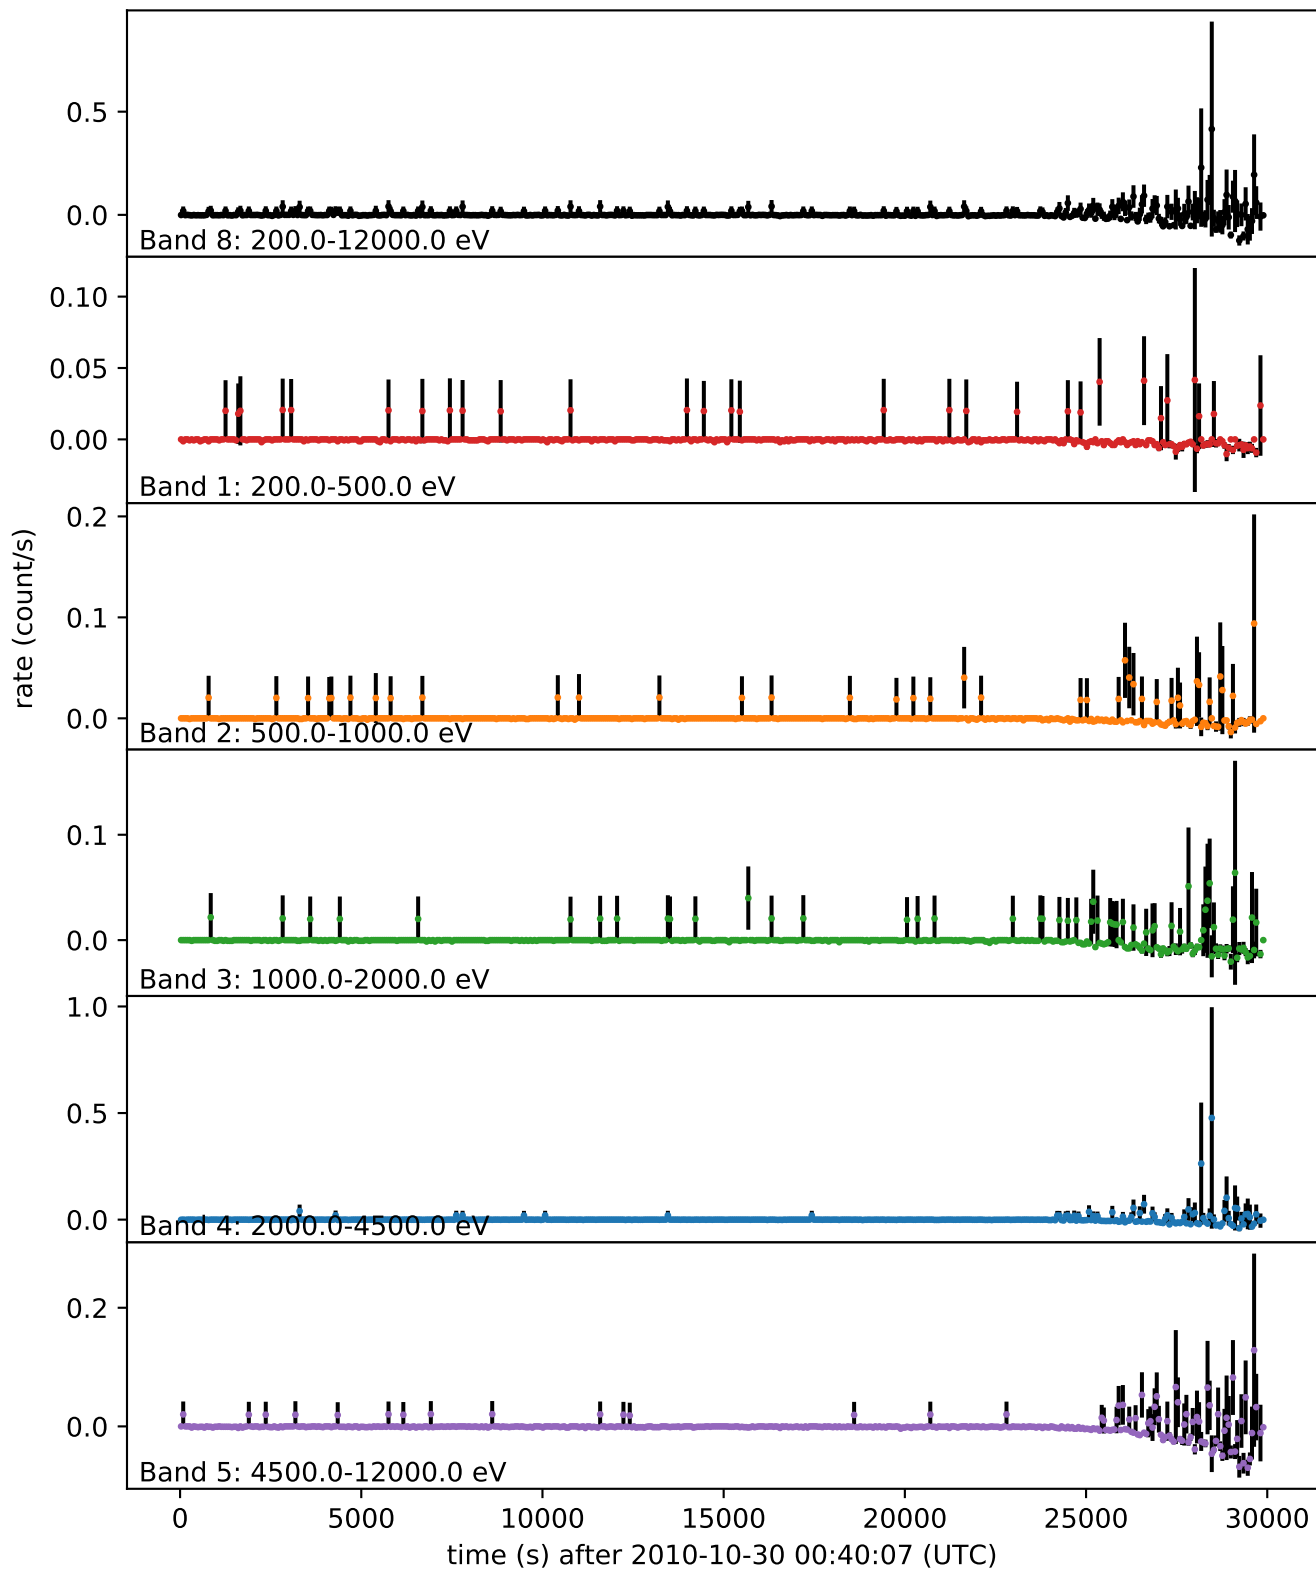 0.5
0.0
Band 8: 200.0-12000.0 eV
0.10
0.05
0.00
Band 1: 200.0-500.0 eV
0.2
0.1
0.0
Band 2: 500.0-1000.0 eV
rate (count/s)
0.1
0.0
Band 3: 1000.0-2000.0 eV
1.0
0.5
0.0
Band 4: 2000.0-4500.0 eV
0.2
0.0
Band 5: 4500.0-12000.0 eV
0 5000 10000 15000 20000 25000 30000
time (s) after 2010-10-30 00:40:07 (UTC)